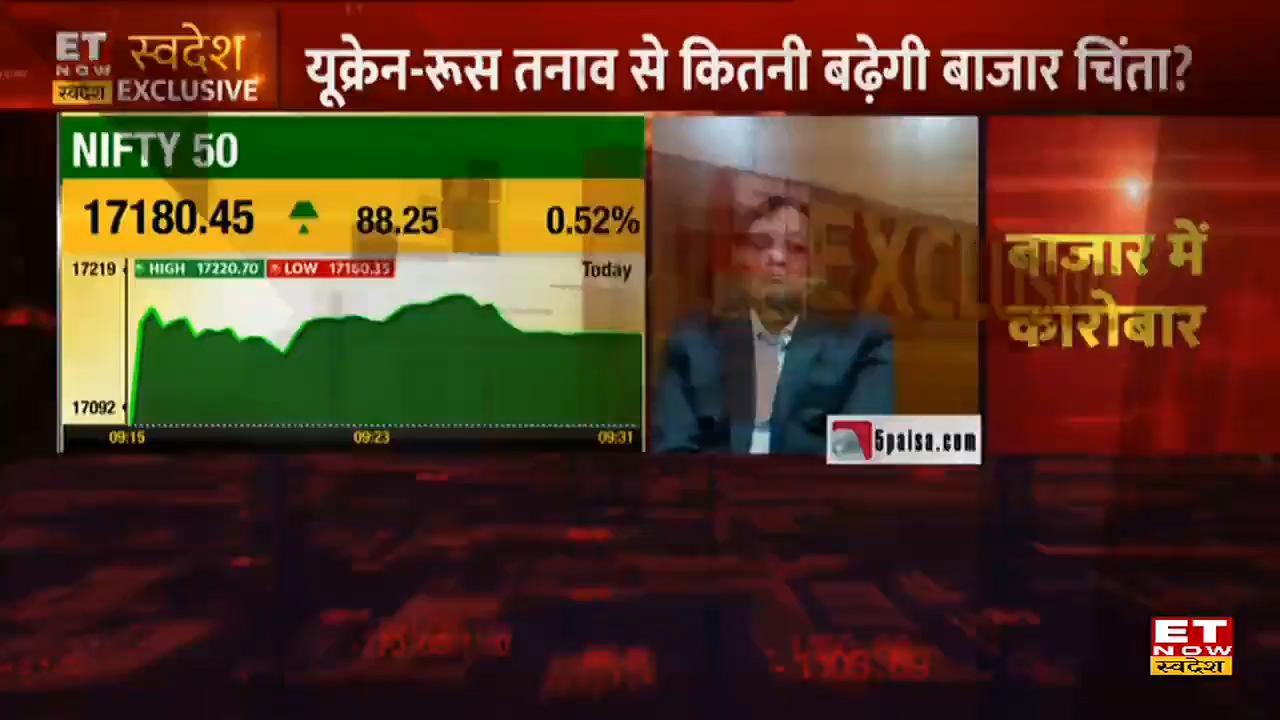 ET
NOW
स्वदेश
स्वदेश
EXCLUSIVE
यूक्रेन-रूस तनाव से कितनी बढ़ेगी बाजार चिंता?
NIFTY 50
17180.45 88.25 0.52%
17219 HIGH 17220.70 LOW 17160.35 Today
17092
09:15 09:23 09:31
EXCLUSIVE
बाजार में
कारोबार
5paisa.com
ET
NOW
स्वदेश